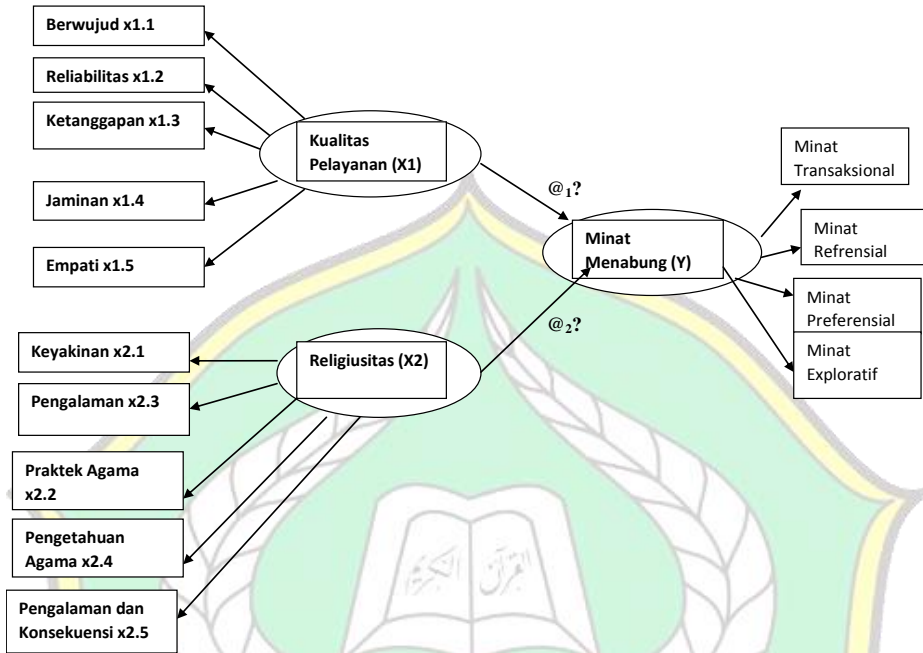 Berwujud x1.1
Reliabilitas x1.2
Ketanggapan x1.3
Jaminan x1.4
Empati x1.5
Kualitas
Pelayanan (X1)
@1?
Minat
Menabung (Y)
@2?
Minat
Transaksional
Minat
Refrensial
Minat
Preferensial
Minat
Exploratif
Religiusitas (X2)
Keyakinan x2.1
Pengalaman x2.3
Praktek Agama
x2.2
Pengetahuan
Agama x2.4
Pengalaman dan
Konsekuensi x2.5
القرآن
الكريم